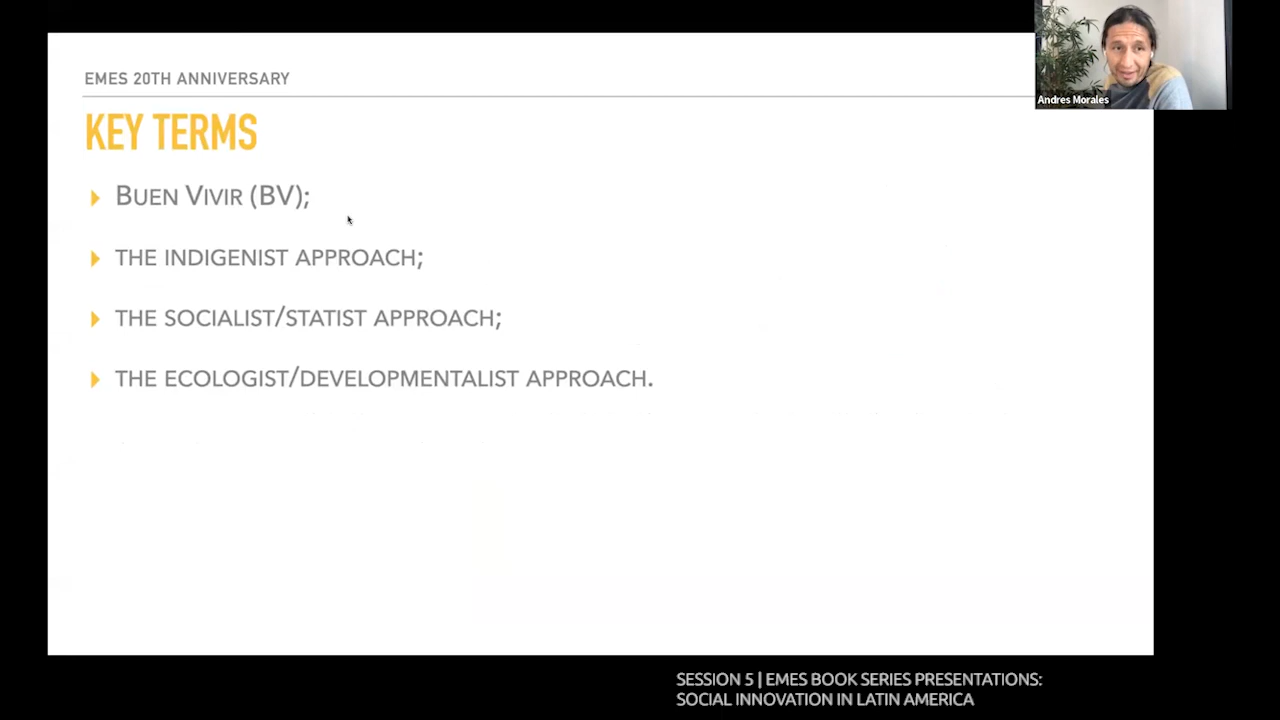 EMES 20TH ANNIVERSARY
KEY TERMS
BUEN VIVIR (BV);
THE INDIGENIST APPROACH;
THE SOCIALIST/STATIST APPROACH;
THE ECOLOGIST/DEVELOPMENTALIST APPROACH.
Andres Morales
SESSION 5 | EMES BOOK SERIES PRESENTATIONS:
SOCIAL INNOVATION IN LATIN AMERICA